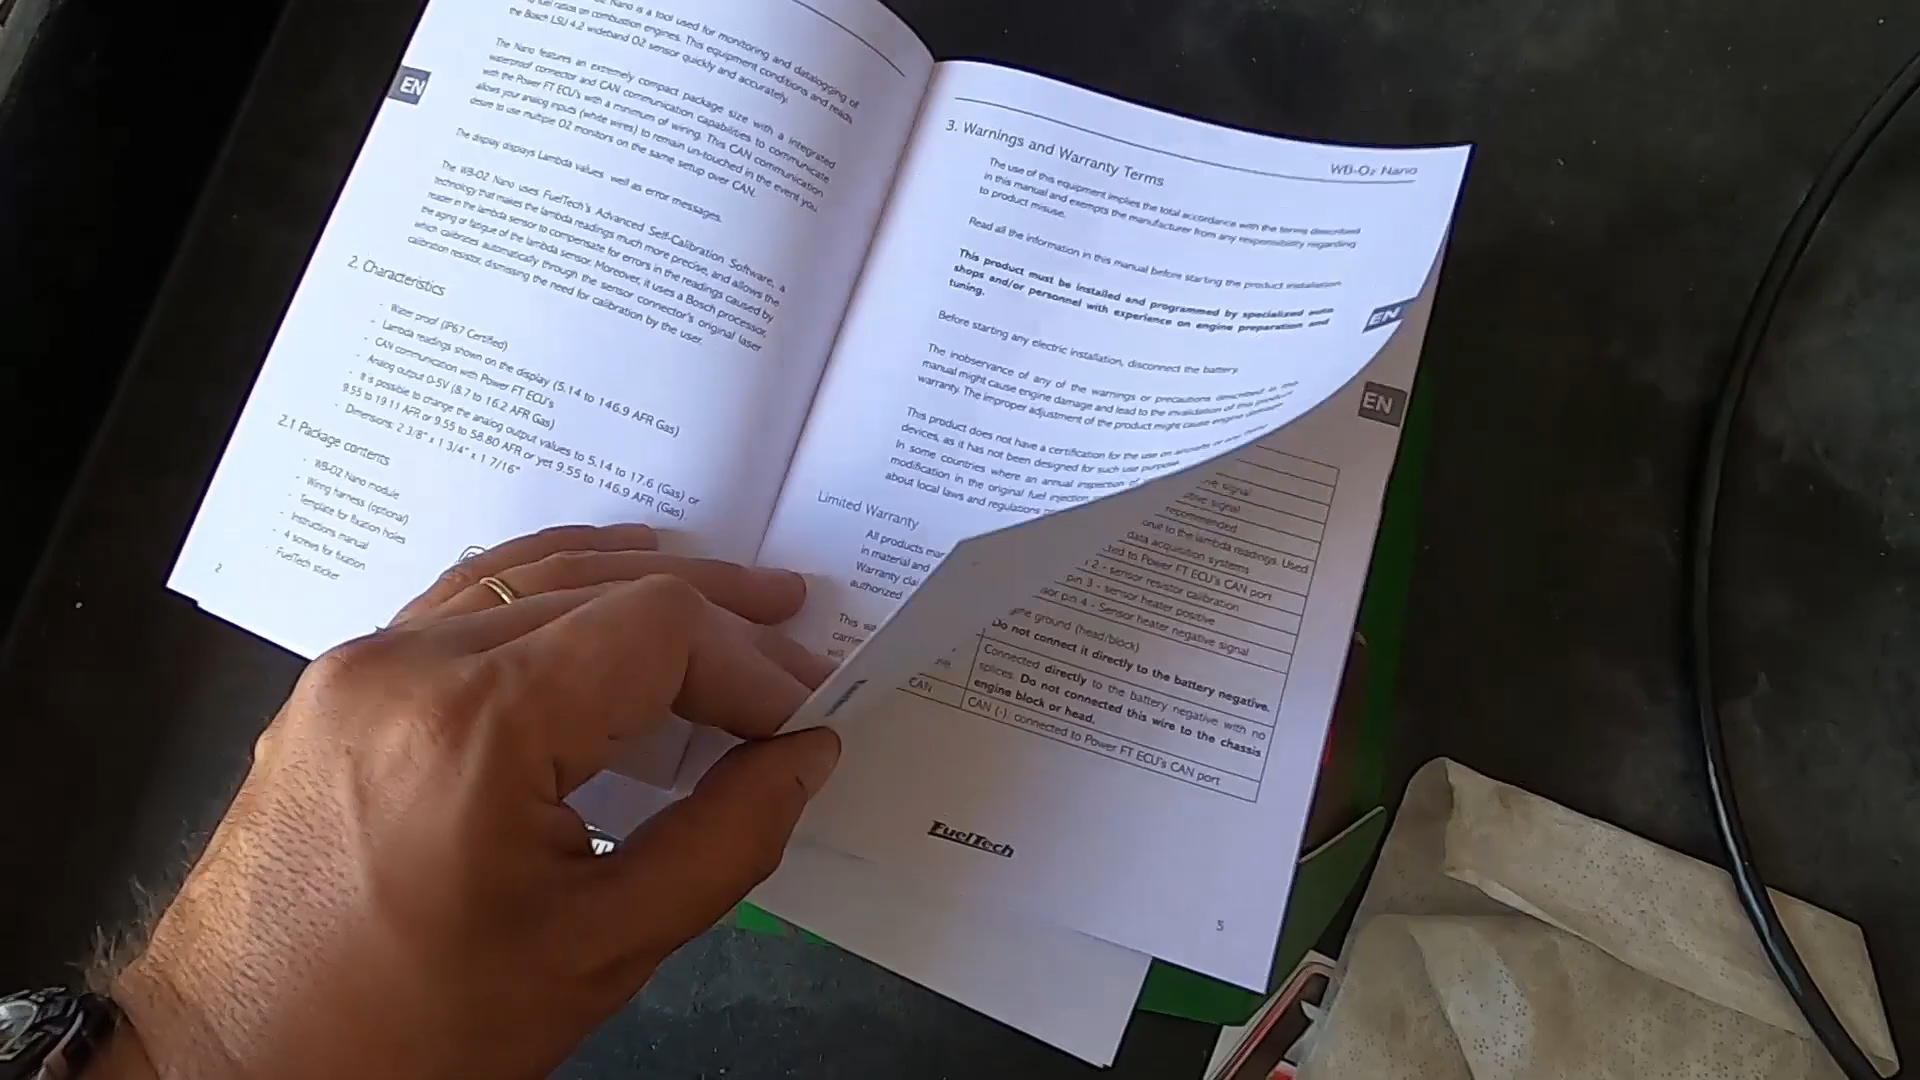 Nano is a tool used for monitoring and datalogging of
fuel ratios on combustion engines. This equipment conditions and reads
the Bosch LSU 4.2 wideband O2 sensor quickly and accurately.
The Nano features an extremely compact package size with a integrated
waterproof connector and CAN communication capabilities to communicate
with the Power FT ECU's with a minimum of wiring. This CAN communication
allows your analog inputs (white wires) to remain un-touched in the event you
desire to use multiple O2 monitors on the same setup over CAN.
EN
The display displays Lambda values well as error messages.
The WB-O2 Nano uses FuelTech's Advanced Self-Calibration Software, a
technology that makes the lambda readings much more precise, and allows the
reader in the lambda sensor to compensate for errors in the readings caused by
the aging or fatigue of the lambda sensor. Moreover, it uses a Bosch processor,
which calibrates automatically through the sensor connector's original laser
calibration resistor, dismissing the need for calibration by the user.
2. Characteristics
- Water proof (IP67 Certified)
- Lambda readings shown on the display (5.14 to 146.9 AFR Gas)
- CAN communication with Power FT ECU's
- Analog output 0-5V (8.7 to 16.2 AFR Gas)
- It is possible to change the analog output values to 5.14 to 17.6 (Gas) or
9.55 to 19.11 AFR or 9.55 to 58.80 AFR or yet 9.55 to 146.9 AFR (Gas).
- Dimensions: 2 3/8" x 1 3/4" x 1 7/16"
2.1 Package contents
- WB-O2 Nano module
- Wiring harness (optional)
- Template for fixation holes
- Instructions manual
- 4 screws for fixation
- FuelTech sticker
2
WB-O2 Nano
3. Warnings and Warranty Terms
The use of this equipment implies the total accordance with the terms described
in this manual and exempts the manufacturer from any responsibility regarding
to product misuse.
Read all the information in this manual before starting the product installation.
This product must be installed and programmed by specialized auto
shops and/or personnel with experience on engine preparation and
tuning.
EN
Before starting any electric installation, disconnect the battery.
The inobservance of any of the warnings or precautions described in this
manual might cause engine damage and lead to the invalidation of this product
warranty. The improper adjustment of the product might cause engine damage.
This product does not have a certification for the use on
devices, as it has not been designed for such use purpose.
In some countries where an annual inspection of
modification in the original fuel injection
about local laws and regulations
Limited Warranty
All products
in material and
Warranty
authorized
This
will
EN
signal
signal
recommended
to the lambda readings. Used
data acquisition systems
to Power FT ECU's CAN port
2 - sensor resistor calibration
pin 3 - sensor heater positive
pin 4 - Sensor heater negative signal
ground (head/block)
Do not connect it directly to the battery negative.
Connected directly to the battery negative with no
splices. Do not connected this wire to the chassis
engine block or head.
CAN
CAN (-): connected to Power FT ECU's CAN port
FuelTech
5